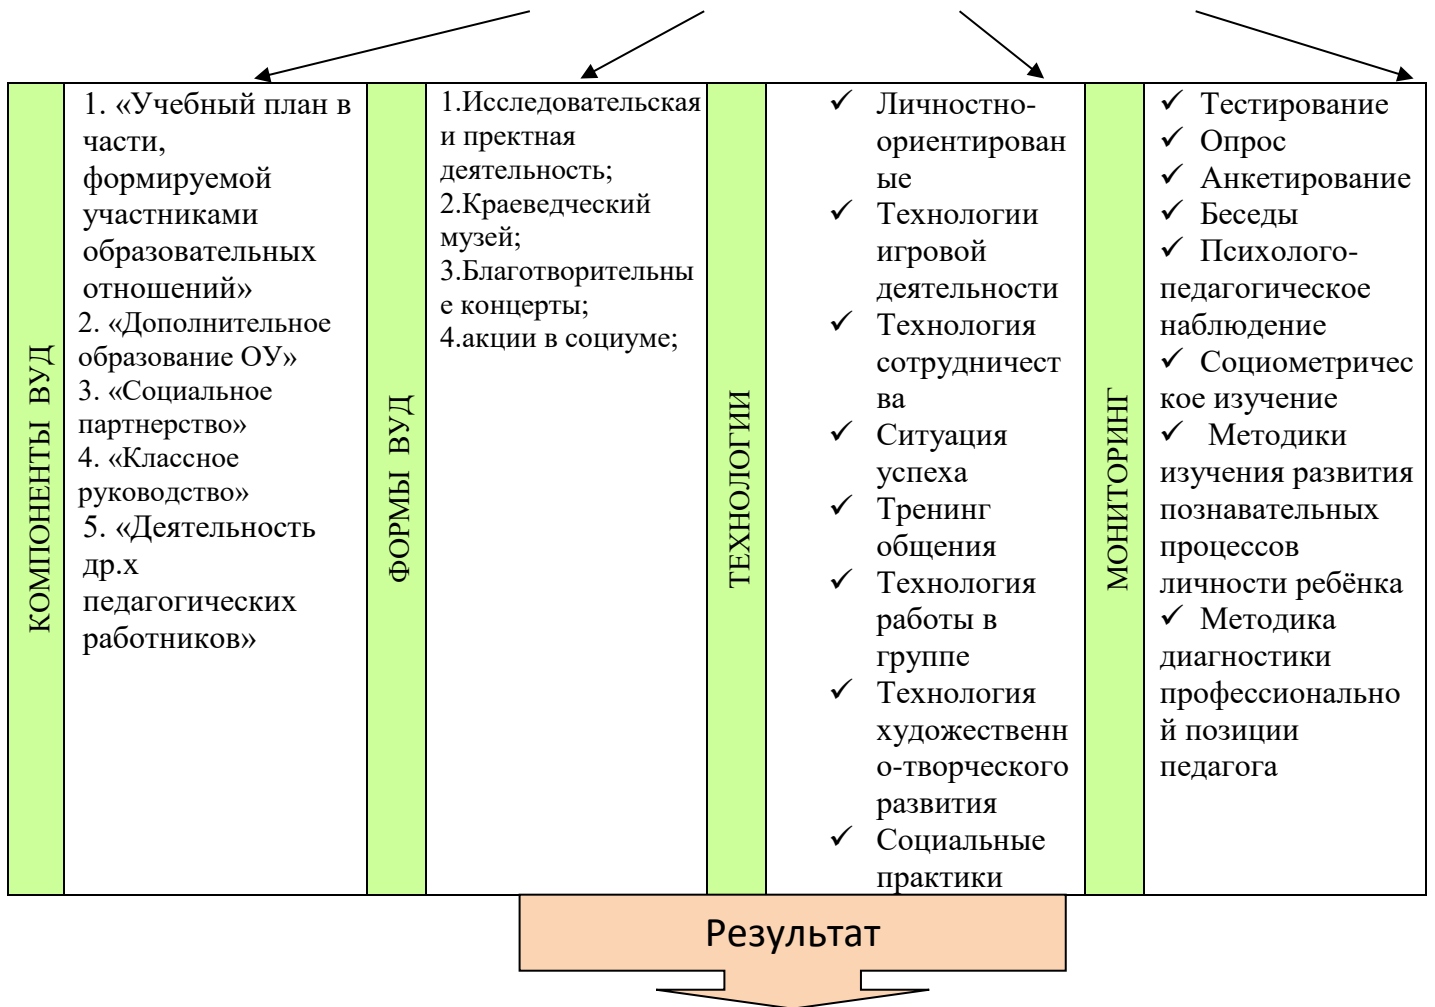 КОМПОНЕНТЫ ВУД
1. «Учебный план в
части,
формируемой
участниками
образовательных
отношений»
2. «Дополнительное
образование ОУ»
3. «Социальное
партнерство»
4. «Классное
руководство»
5. «Деятельность
др.х
педагогических
работников»
ФОРМЫ ВУД
1.Исследовательская
и пректная
деятельность;
2.Краеведческий
музей;
3.Благотворительны
е концерты;
4.акции в социуме;
ТЕХНОЛОГИИ
✓ Личностно-
ориентирован
ые
✓ Технологии
игровой
деятельности
✓ Технология
сотрудничест
ва
✓ Ситуация
успеха
✓ Тренинг
общения
✓ Технология
работы в
группе
✓ Технология
художественн
о-творческого
развития
✓ Социальные
практики
МОНИТОРИНГ
✓ Тестирование
✓ Опрос
✓ Анкетирование
✓ Беседы
✓ Психолого-
педагогическое
наблюдение
✓ Социометричес
кое изучение
✓ Методики
изучения развития
познавательных
процессов
личности ребёнка
✓ Методика
диагностики
профессионально
й позиции
педагога
Результат